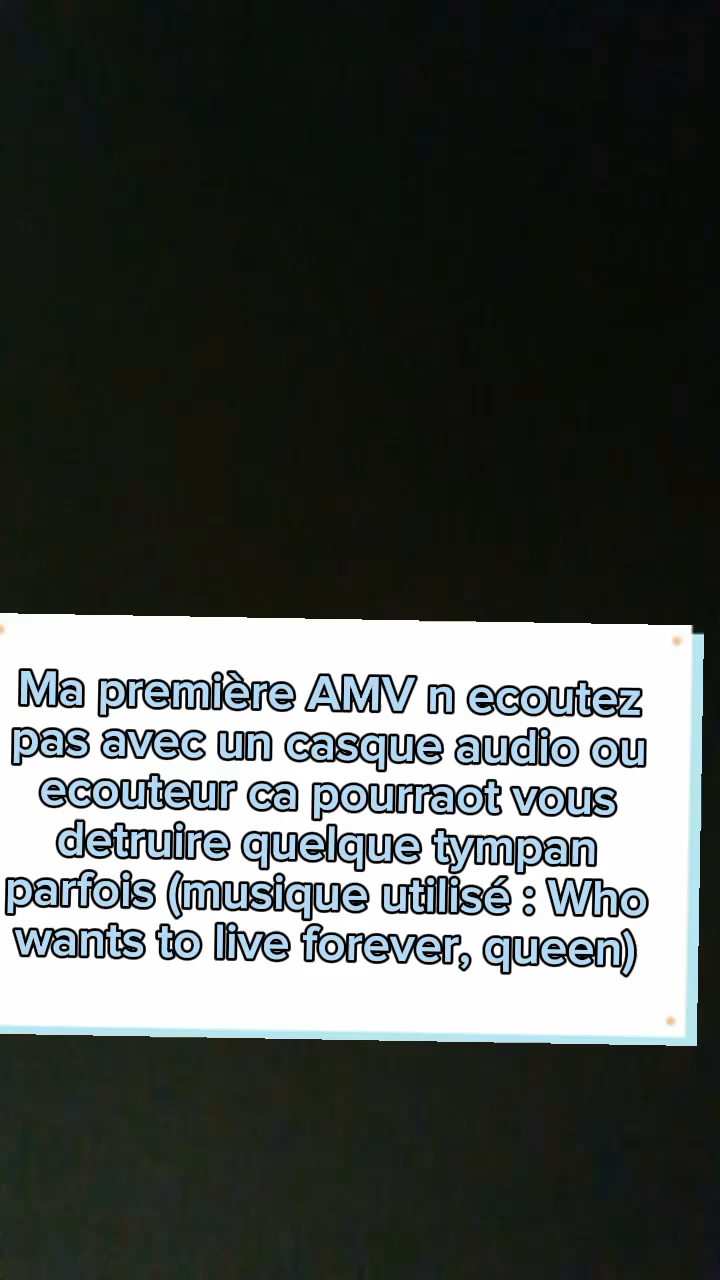 Ma première AMV n ecoutez
pas avec un casque audio ou
ecouteur ca pourraot vous
detruire quelque tympan
parfois (musique utilisé : Who
wants to live forever, queen)